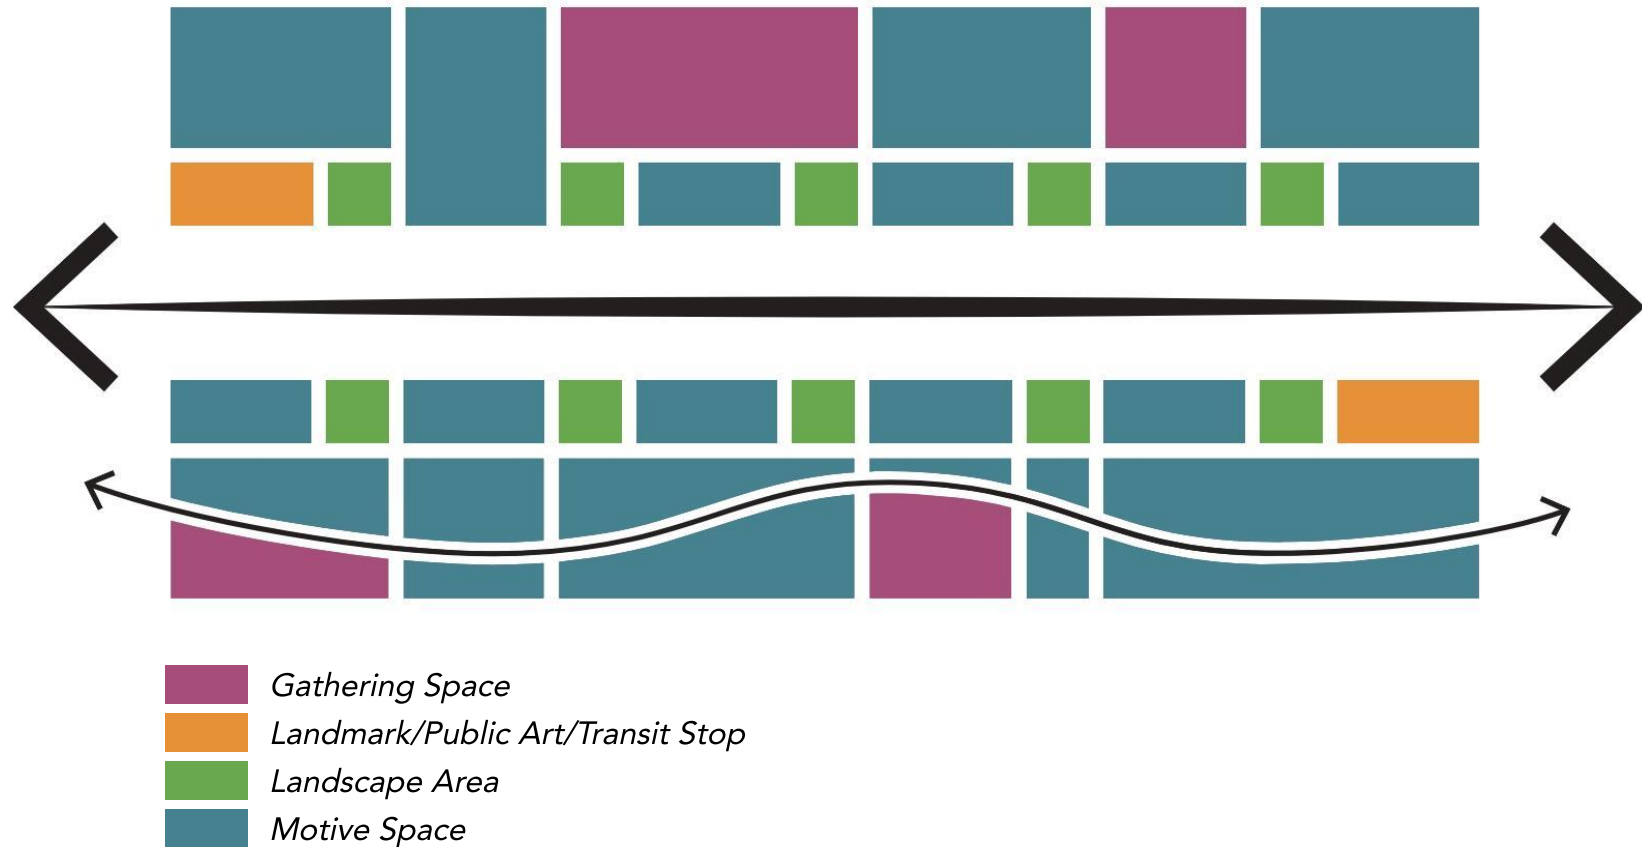 Gathering Space
Landmark/Public Art/Transit Stop
Landscape Area
Motive Space